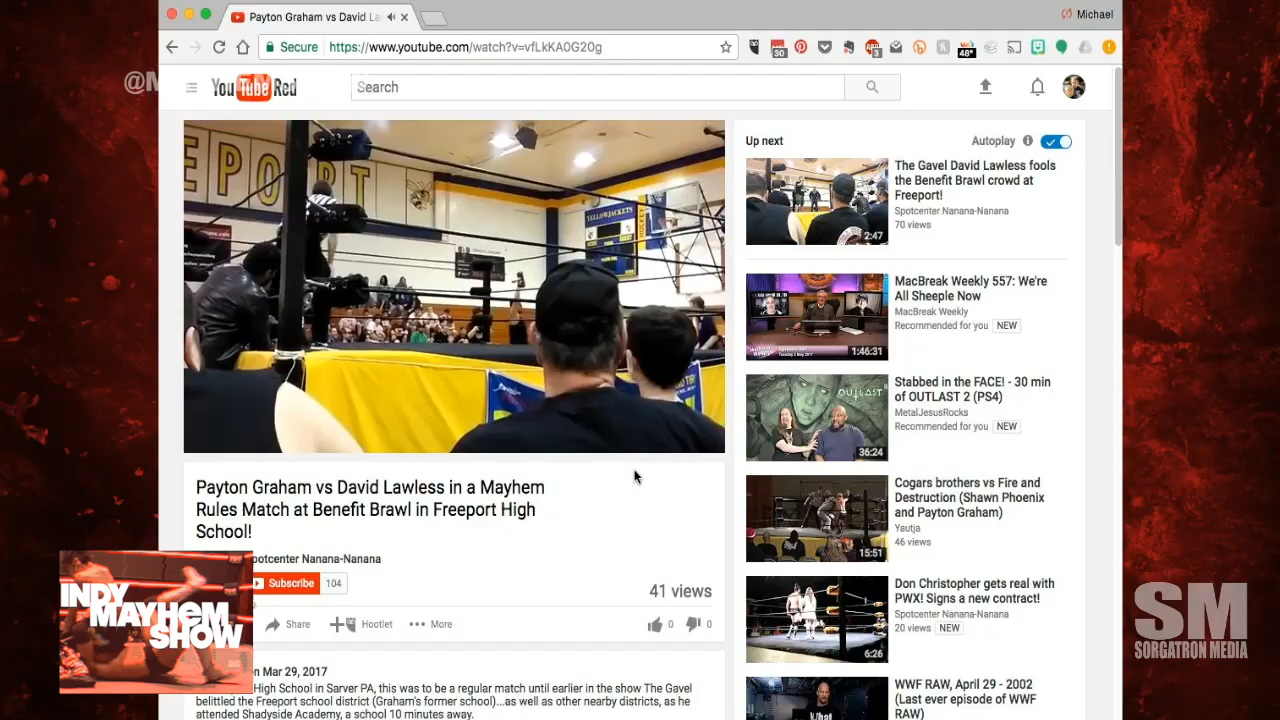 Payton Graham vs David La
Michael
Secure
https://www.youtube.com/watch?v=vfLkKA0G20g
30
3
48*
@M
YouTube Red
Search
EPORT
YELLOWJACKETS
HOCKEY
Up next
Autoplay
The Gavel David Lawless fools
the Benefit Brawl crowd at
Freeport!
Spotcenter Nanana-Nanana
70 views
2:47
MacBreak Weekly 557: We're
All Sheeple Now
MacBreak Weekly
Recommended for you NEW
1:46:31
OUTLAST
Stabbed in the FACE! - 30 min
of OUTLAST 2 (PS4)
MetalJesusRocks
Recommended for you NEW
36:24
Cogars brothers vs Fire and
Destruction (Shawn Phoenix
and Payton Graham)
Yautja
46 views
15:51
Don Christopher gets real with
PWX! Signs a new contract!
Spotcenter Nanana-Nanana
20 views NEW
6:26
WWF RAW, April 29 - 2002
(Last ever episode of WWF
RAW)
What
Payton Graham vs David Lawless in a Mayhem
Rules Match at Benefit Brawl in Freeport High
School!
potcenter Nanana-Nanana
Subscribe 104
41 views
Share
Hootlet
More
0
0
on Mar 29, 2017
High School in Sarver PA, this was to be a regular match until earlier in the show The Gavel
belittled the Freeport school district (Graham's former school)...as well as other nearby districts, as he
attended Shadyside Academy, a school 10 minutes away.
INDY
MAYHEM
SHOW
SM
SORGATRON MEDIA